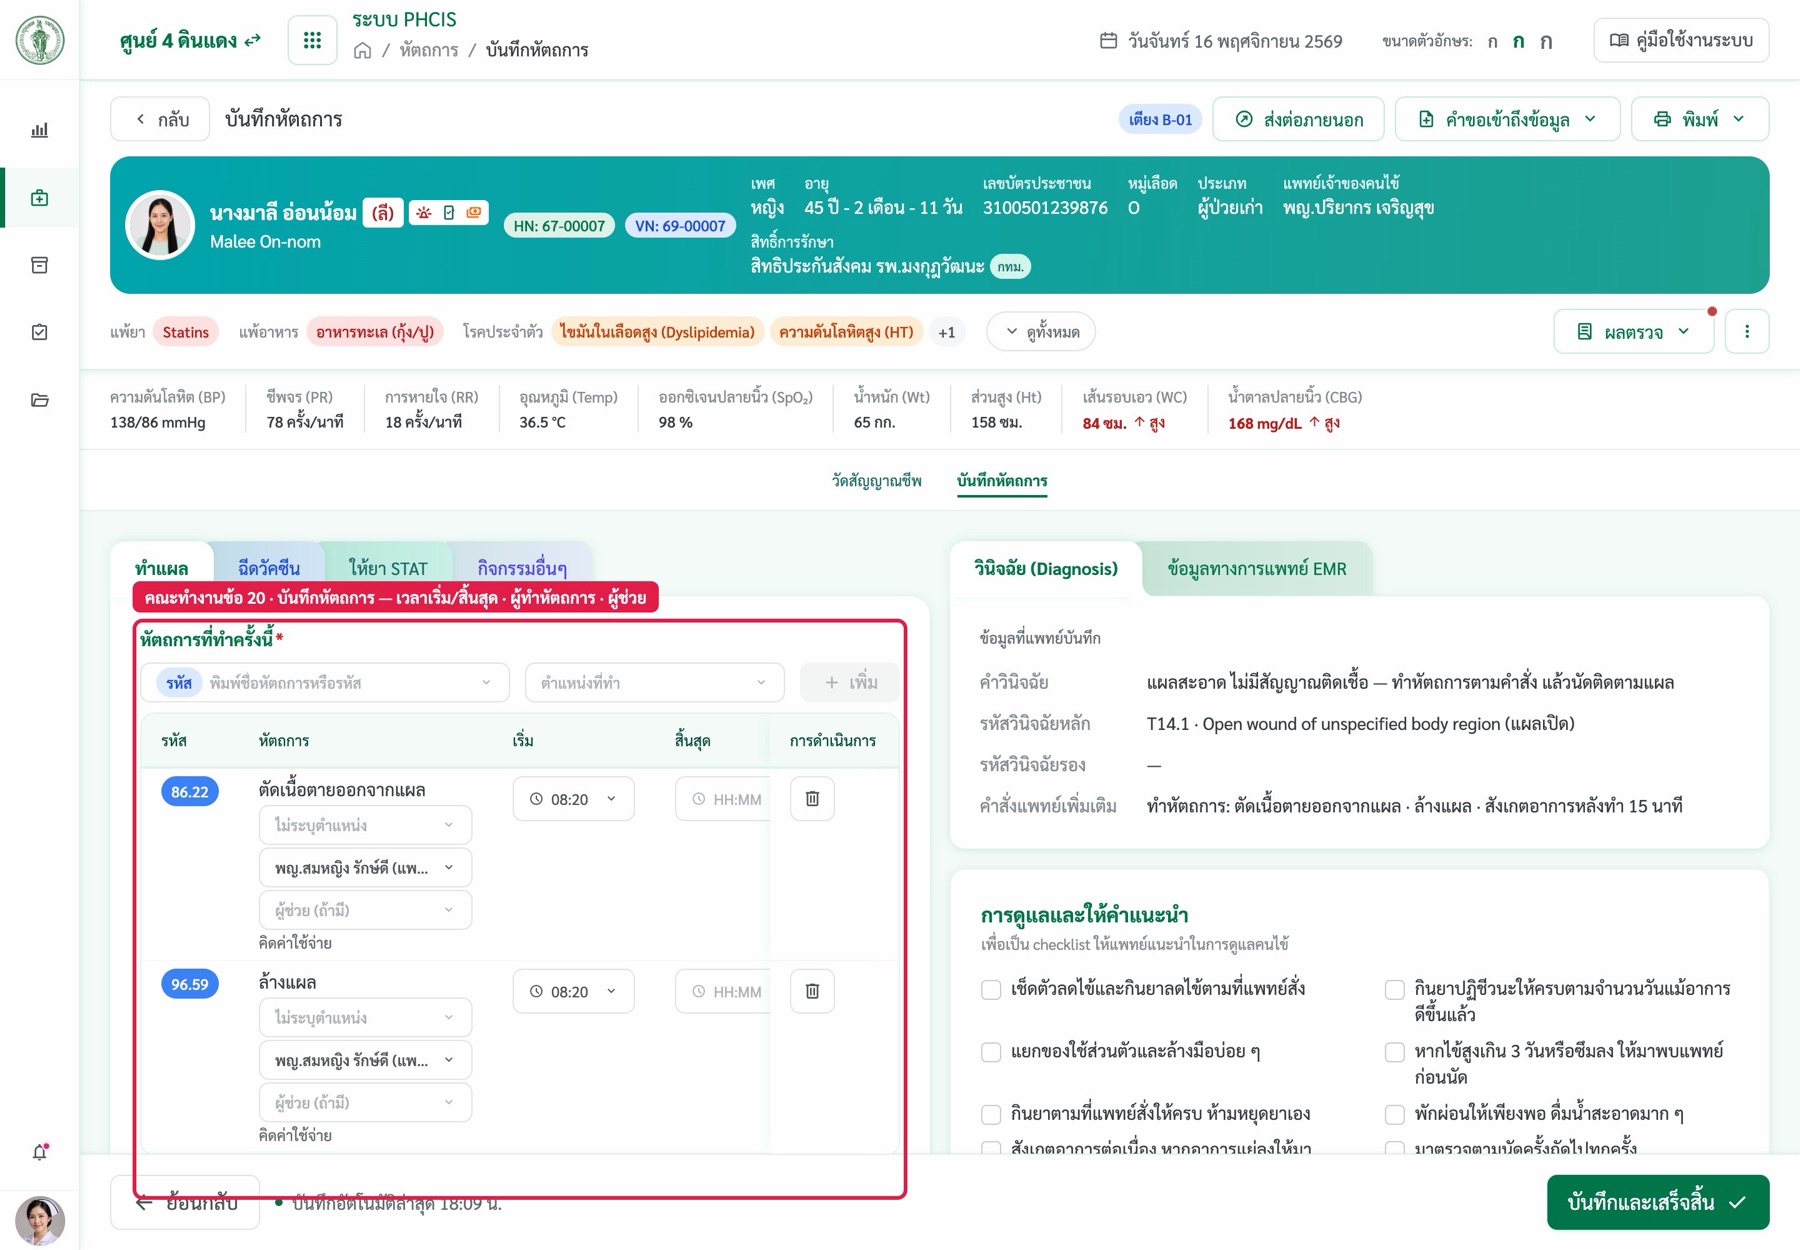 ศูนย์ 4 ดินแดง
ระบบ PHCIS
/ หัตถการ / บันทึกหัตถการ
วันจันทร์ 16 พฤศจิกายน 2569
ขนาดตัวอักษร: ก ก ก
คู่มือใช้งานระบบ
กลับ
บันทึกหัตถการ
เตียง B-01
ส่งต่อภายนอก
คำขอเข้าถึงข้อมูล
พิมพ์
นางมาลี อ่อนน้อม (ลี)
Malee On-nom
HN: 67-00007
VN: 69-00007
เพศ
หญิง
อายุ
45 ปี - 2 เดือน - 11 วัน
เลขบัตรประชาชน
3100501239876
หมู่เลือด
O
ประเภท
ผู้ป่วยเก่า
แพทย์เจ้าของคนไข้
พญ.ปริยากร เจริญสุข
สิทธิ์การรักษา
สิทธิประกันสังคม รพ.มงกุฎวัฒนะ กทม.
แพ้ยา Statins
แพ้อาหาร อาหารทะเล (กุ้ง/ปู)
โรคประจำตัว ไขมันในเลือดสูง (Dyslipidemia) ความดันโลหิตสูง (HT) +1
ดูทั้งหมด
ผลตรวจ
ความดันโลหิต (BP)
138/86 mmHg
ชีพจร (PR)
78 ครั้ง/นาที
การหายใจ (RR)
18 ครั้ง/นาที
อุณหภูมิ (Temp)
36.5 °C
ออกซิเจนปลายนิ้ว (SpO₂)
98 %
น้ำหนัก (Wt)
65 กก.
ส่วนสูง (Ht)
158 ซม.
เส้นรอบเอว (WC)
84 ซม. ↑ สูง
น้ำตาลปลายนิ้ว (CBG)
168 mg/dL ↑ สูง
วัดสัญญาณชีพ
บันทึกหัตถการ
ทำแผล
ฉีดวัคซีน
ให้ยา STAT
กิจกรรมอื่นๆ
คณะทำงานข้อ 20 · บันทึกหัตถการ — เวลาเริ่ม/สิ้นสุด · ผู้ทำหัตถการ · ผู้ช่วย
หัตถการที่ทำครั้งนี้ *
รหัส พิมพ์ชื่อหัตถการหรือรหัส
ตำแหน่งที่ทำ
+ เพิ่ม
รหัส หัตถการ เริ่ม สิ้นสุด การดำเนินการ
86.22 ตัดเนื้อตายออกจากแผล 08:20 HH:MM
ไม่ระบุตำแหน่ง
พญ.สมหญิง รักษ์ดี (แพ...
ผู้ช่วย (ถ้ามี)
คิดค่าใช้จ่าย
96.59 ล้างแผล 08:20 HH:MM
ไม่ระบุตำแหน่ง
พญ.สมหญิง รักษ์ดี (แพ...
ผู้ช่วย (ถ้ามี)
คิดค่าใช้จ่าย
วินิจฉัย (Diagnosis)
ข้อมูลทางการแพทย์ EMR
ข้อมูลที่แพทย์บันทึก
คำวินิจฉัย แผลสะอาด ไม่มีสัญญาณติดเชื้อ — ทำหัตถการตามคำสั่ง แล้วนัดติดตามแผล
รหัสวินิจฉัยหลัก T14.1 · Open wound of unspecified body region (แผลเปิด)
รหัสวินิจฉัยรอง —
คำสั่งแพทย์เพิ่มเติม ทำหัตถการ: ตัดเนื้อตายออกจากแผล · ล้างแผล · สังเกตอาการหลังทำ 15 นาที
การดูแลและให้คำแนะนำ
เพื่อเป็น checklist ให้แพทย์แนะนำในการดูแลคนไข้
เช็ดตัวลดไข้และกินยาลดไข้ตามที่แพทย์สั่ง
กินยาปฏิชีวนะให้ครบตามจำนวนวันแม้อาการ
ดีขึ้นแล้ว
แยกของใช้ส่วนตัวและล้างมือบ่อย ๆ
หากไข้สูงเกิน 3 วันหรือซึมลง ให้มาพบแพทย์
ก่อนนัด
กินยาตามที่แพทย์สั่งให้ครบ ห้ามหยุดยาเอง
พักผ่อนให้เพียงพอ ดื่มน้ำสะอาดมาก ๆ
สังเกตอาการต่อเนื่อง หากอาการแย่ลงให้มา
มาตรวจตามนัดครั้งถัดไปทุกครั้ง
← ย้อนกลับ
• บันทึกอัตโนมัติล่าสุด 18:09 น.
บันทึกและเสร็จสิ้น